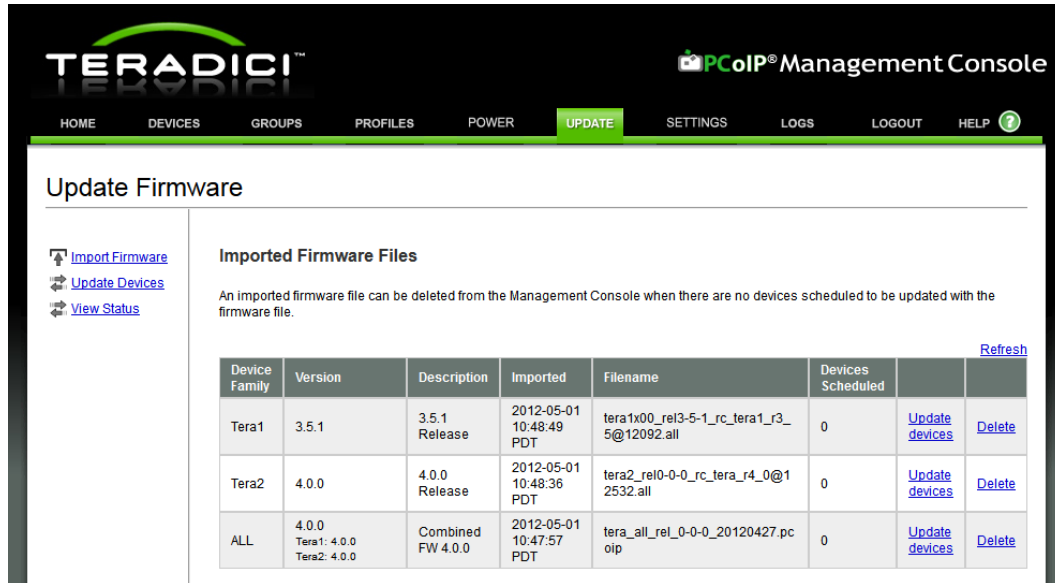 TERADICI™
PCoIP® Management Console
HOME DEVICES GROUPS PROFILES POWER UPDATE SETTINGS LOGS LOGOUT HELP ?
Update Firmware
Import Firmware
Update Devices
View Status
Imported Firmware Files
An imported firmware file can be deleted from the Management Console when there are no devices scheduled to be updated with the
firmware file.
Refresh
Device Family Version Description Imported Filename Devices Scheduled
Tera1 3.5.1 3.5.1 Release 2012-05-01 10:48:49 PDT tera1x00_rel3-5-1_rc_tera1_r3_5@12092.all 0 Update devices Delete
Tera2 4.0.0 4.0.0 Release 2012-05-01 10:48:36 PDT tera2_rel0-0-0_rc_tera_r4_0@12532.all 0 Update devices Delete
ALL 4.0.0 Tera1: 4.0.0 Tera2: 4.0.0 Combined FW 4.0.0 2012-05-01 10:47:57 PDT tera_all_rel_0-0-0_20120427.pcoip 0 Update devices Delete